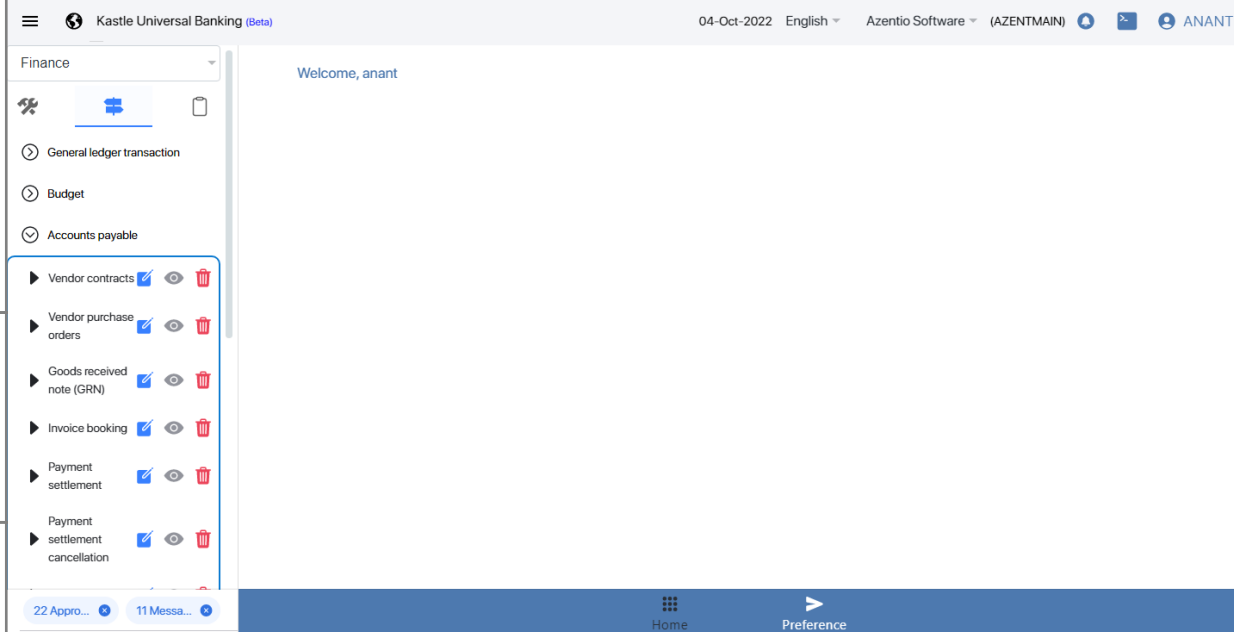 Kastle Universal Banking (Beta)
04-Oct-2022 English Azentio Software (AZENTMAIN) ANANT
Finance
Welcome, anant
General ledger transaction
Budget
Accounts payable
Vendor contracts
Vendor purchase
orders
Goods received
note (GRN)
Invoice booking
Payment
settlement
Payment
settlement
cancellation
22 Appro...
11 Messa...
Home
Preference